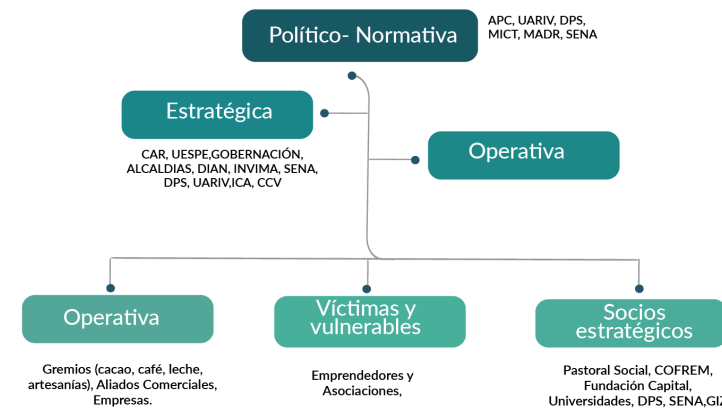 Político- Normativa
APC, UARIV, DPS,
MICT, MADR, SENA
Estratégica
CAR, UESPE,GOBERNACIÓN,
ALCALDIAS, DIAN, INVIMA, SENA,
DPS, UARIV,ICA, CCV
Operativa
Operativa
Gremios (cacao, café, leche,
artesanías), Aliados Comerciales,
Empresas.
Víctimas y
vulnerables
Emprendedores y
Asociaciones,
Socios
estratégicos
Pastoral Social, COFREM,
Fundación Capital,
Universidades, DPS, SENA,GIZ